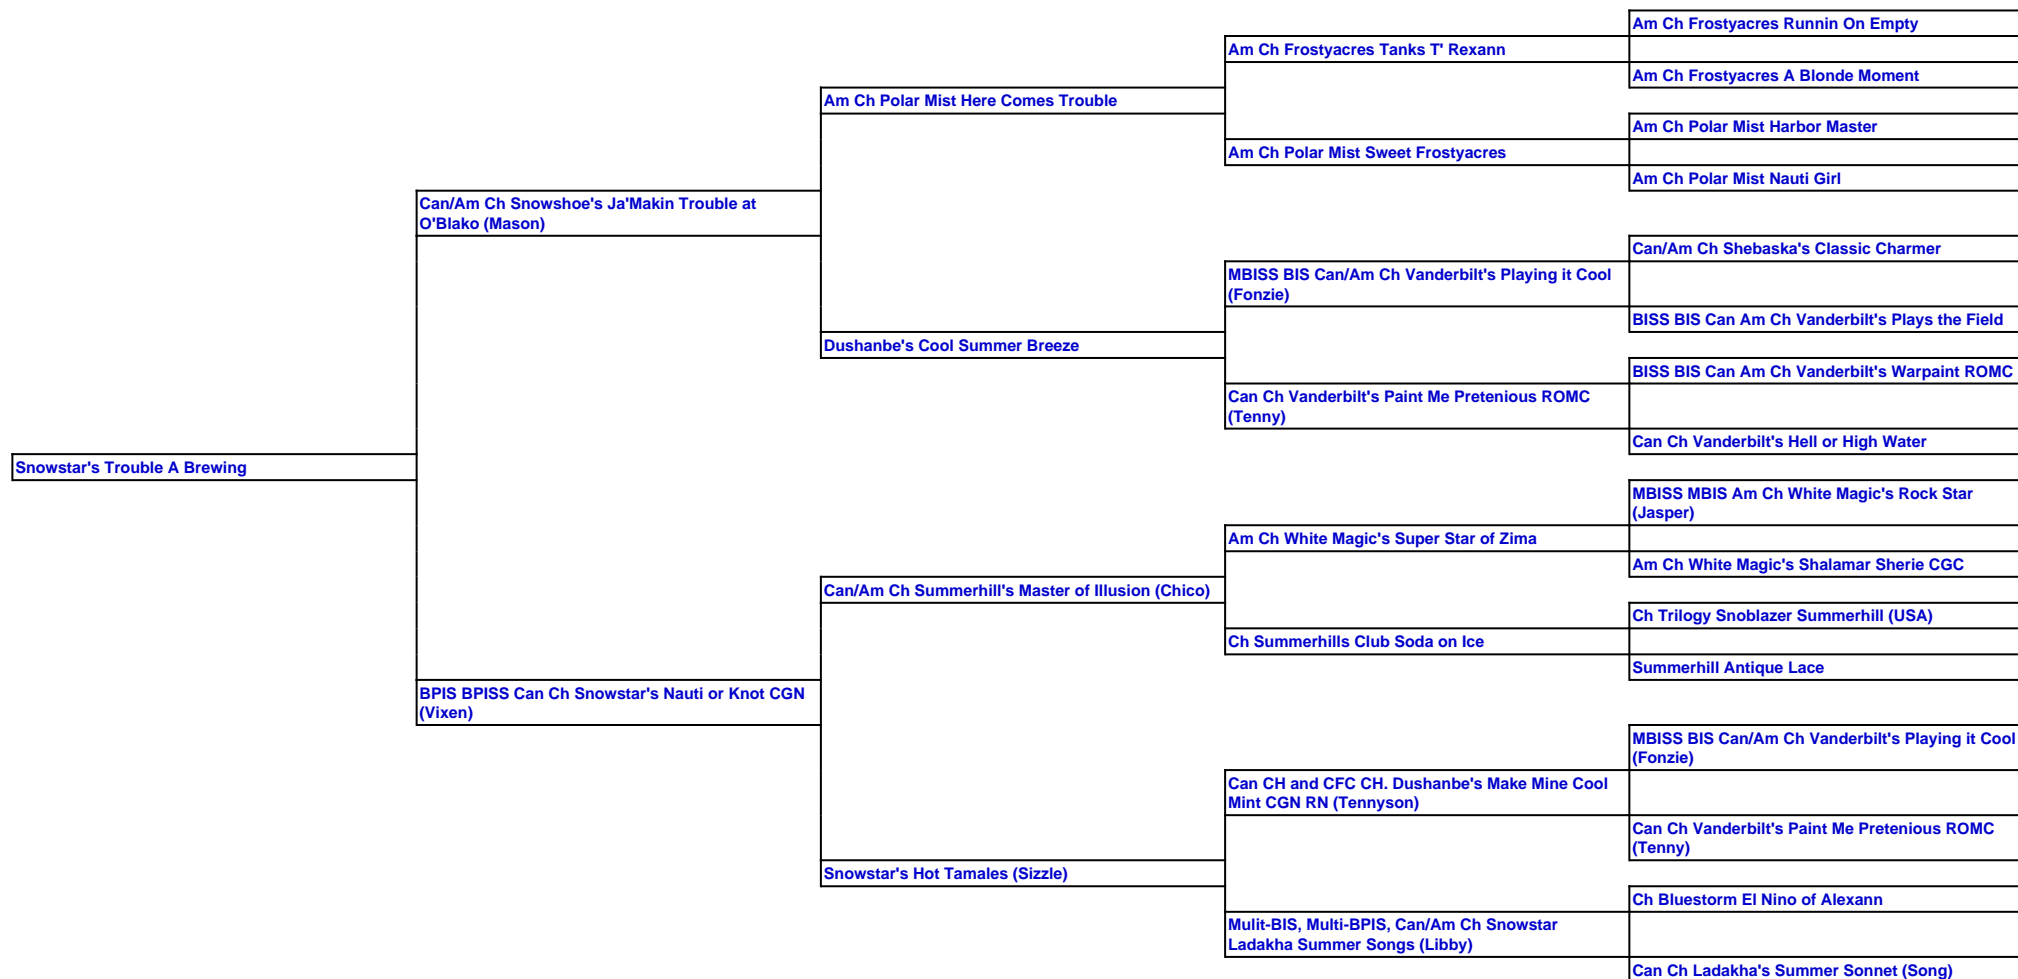 Am Ch Frostyacres Runnin On Empty
Am Ch Frostyacres Tanks T' Rexann
Am Ch Frostyacres A Blonde Moment
Am Ch Polar Mist Here Comes Trouble
Am Ch Polar Mist Harbor Master
Am Ch Polar Mist Sweet Frostyacres
Am Ch Polar Mist Nauti Girl
Can/Am Ch Snowshoe's Ja'Makin Trouble at
O'Blako (Mason)
Can/Am Ch Shebaska's Classic Charmer
MBISS BIS Can/Am Ch Vanderbilt's Playing it Cool
(Fonzie)
BISS BIS Can Am Ch Vanderbilt's Plays the Field
Dushanbe's Cool Summer Breeze
BISS BIS Can Am Ch Vanderbilt's Warpaint ROMC
Can Ch Vanderbilt's Paint Me Pretenious ROMC
(Tenny)
Can Ch Vanderbilt's Hell or High Water
Snowstar's Trouble A Brewing
MBISS MBIS Am Ch White Magic's Rock Star
(Jasper)
Am Ch White Magic's Super Star of Zima
Am Ch White Magic's Shalamar Sherie CGC
Can/Am Ch Summerhill's Master of Illusion (Chico)
Ch Trilogy Snoblazer Summerhill (USA)
Ch Summerhills Club Soda on Ice
Summerhill Antique Lace
BPIS BPISS Can Ch Snowstar's Nauti or Knot CGN
(Vixen)
MBISS BIS Can/Am Ch Vanderbilt's Playing it Cool
(Fonzie)
Can CH and CFC CH. Dushanbe's Make Mine Cool
Mint CGN RN (Tennyson)
Can Ch Vanderbilt's Paint Me Pretenious ROMC
(Tenny)
Snowstar's Hot Tamales (Sizzle)
Ch Bluestorm El Nino of Alexann
Mulit-BIS, Multi-BPIS, Can/Am Ch Snowstar
Ladakha Summer Songs (Libby)
Can Ch Ladakha's Summer Sonnet (Song)